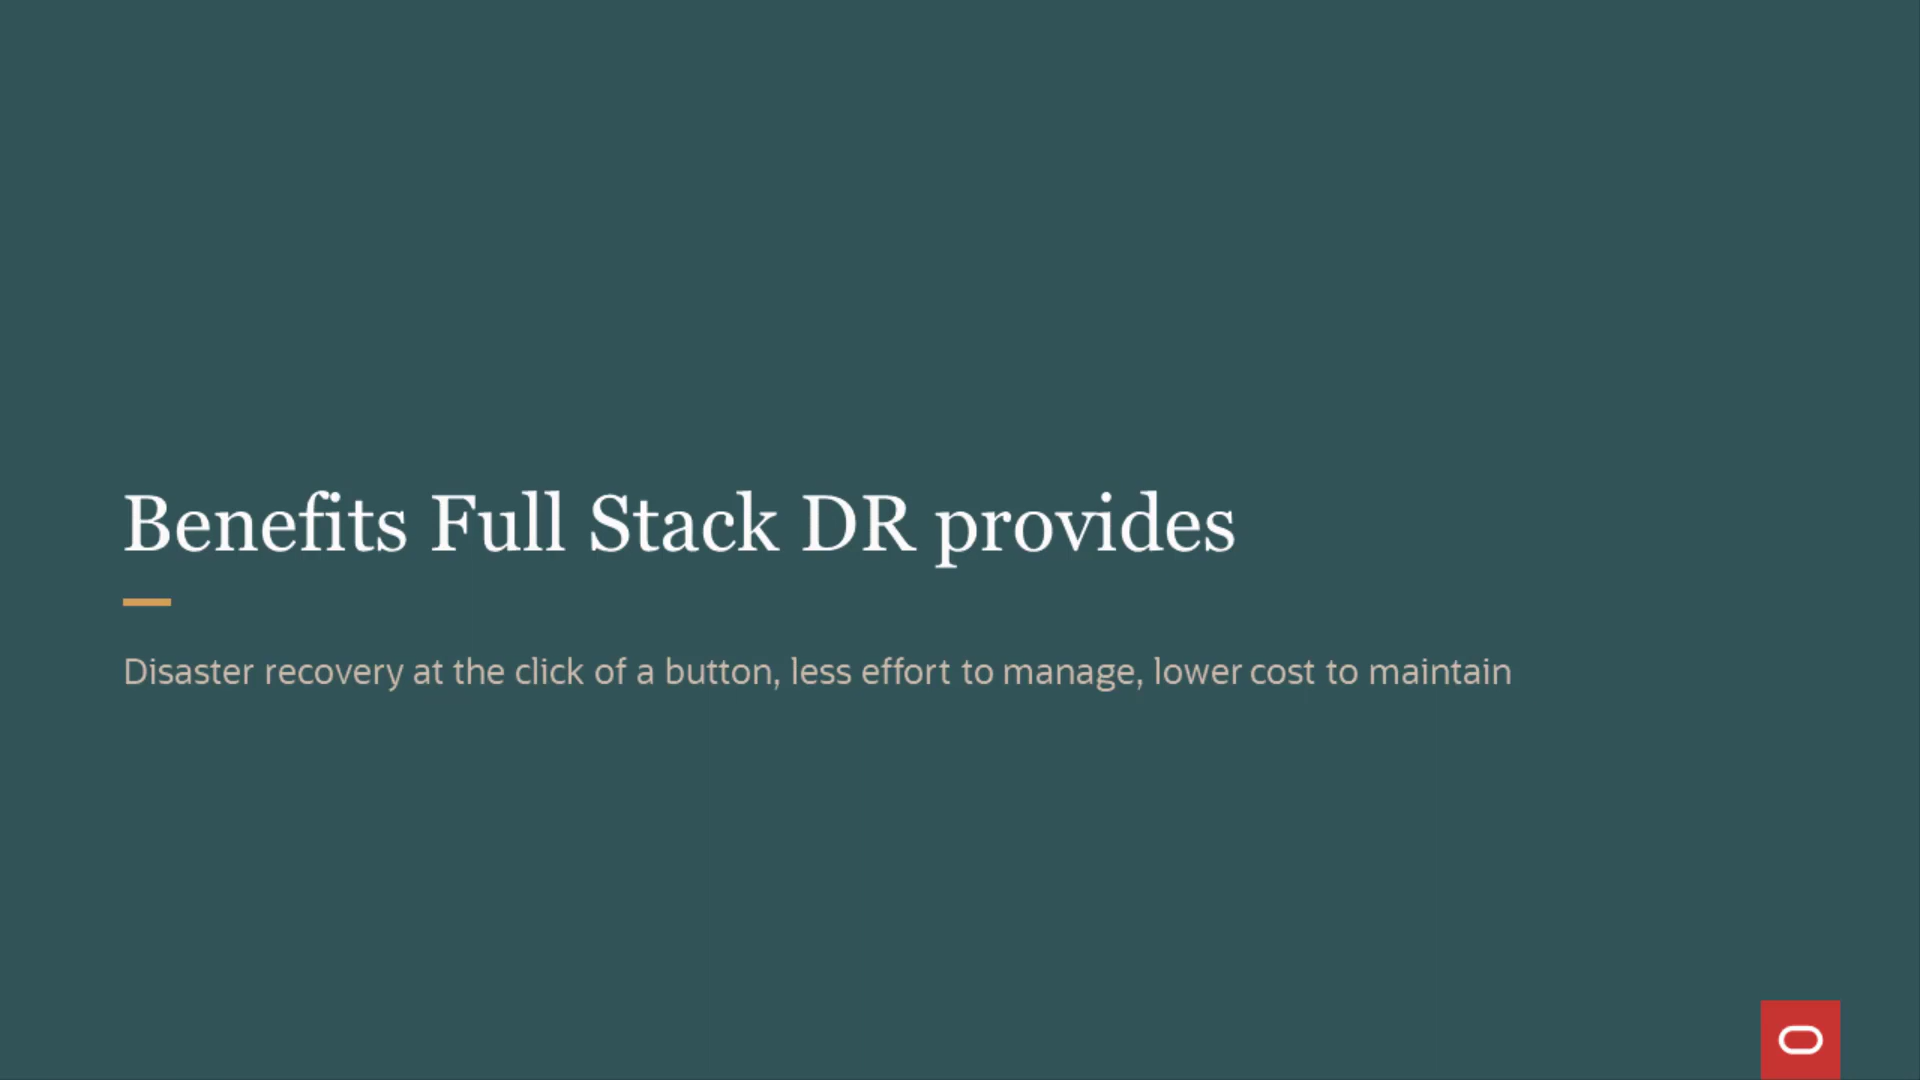 Benefits Full Stack DR provides
Disaster recovery at the click of a button, less effort to manage, lower cost to maintain